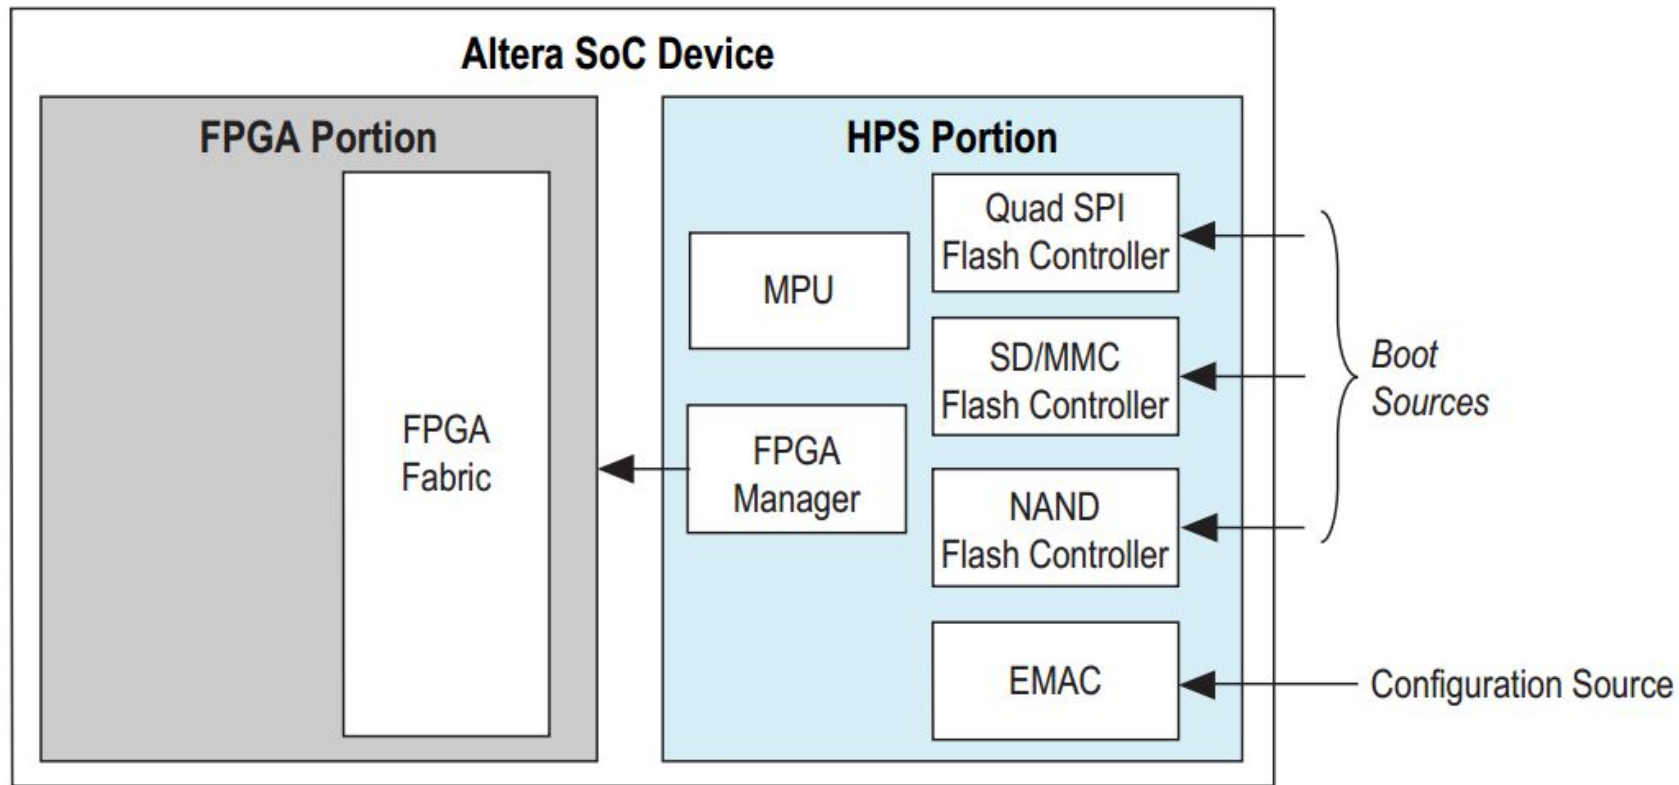 Altera SoC Device
FPGA Portion
FPGA
Fabric
HPS Portion
MPU
FPGA
Manager
Quad SPI
Flash Controller
SD/MMC
Flash Controller
NAND
Flash Controller
EMAC
Boot
Sources
Configuration Source